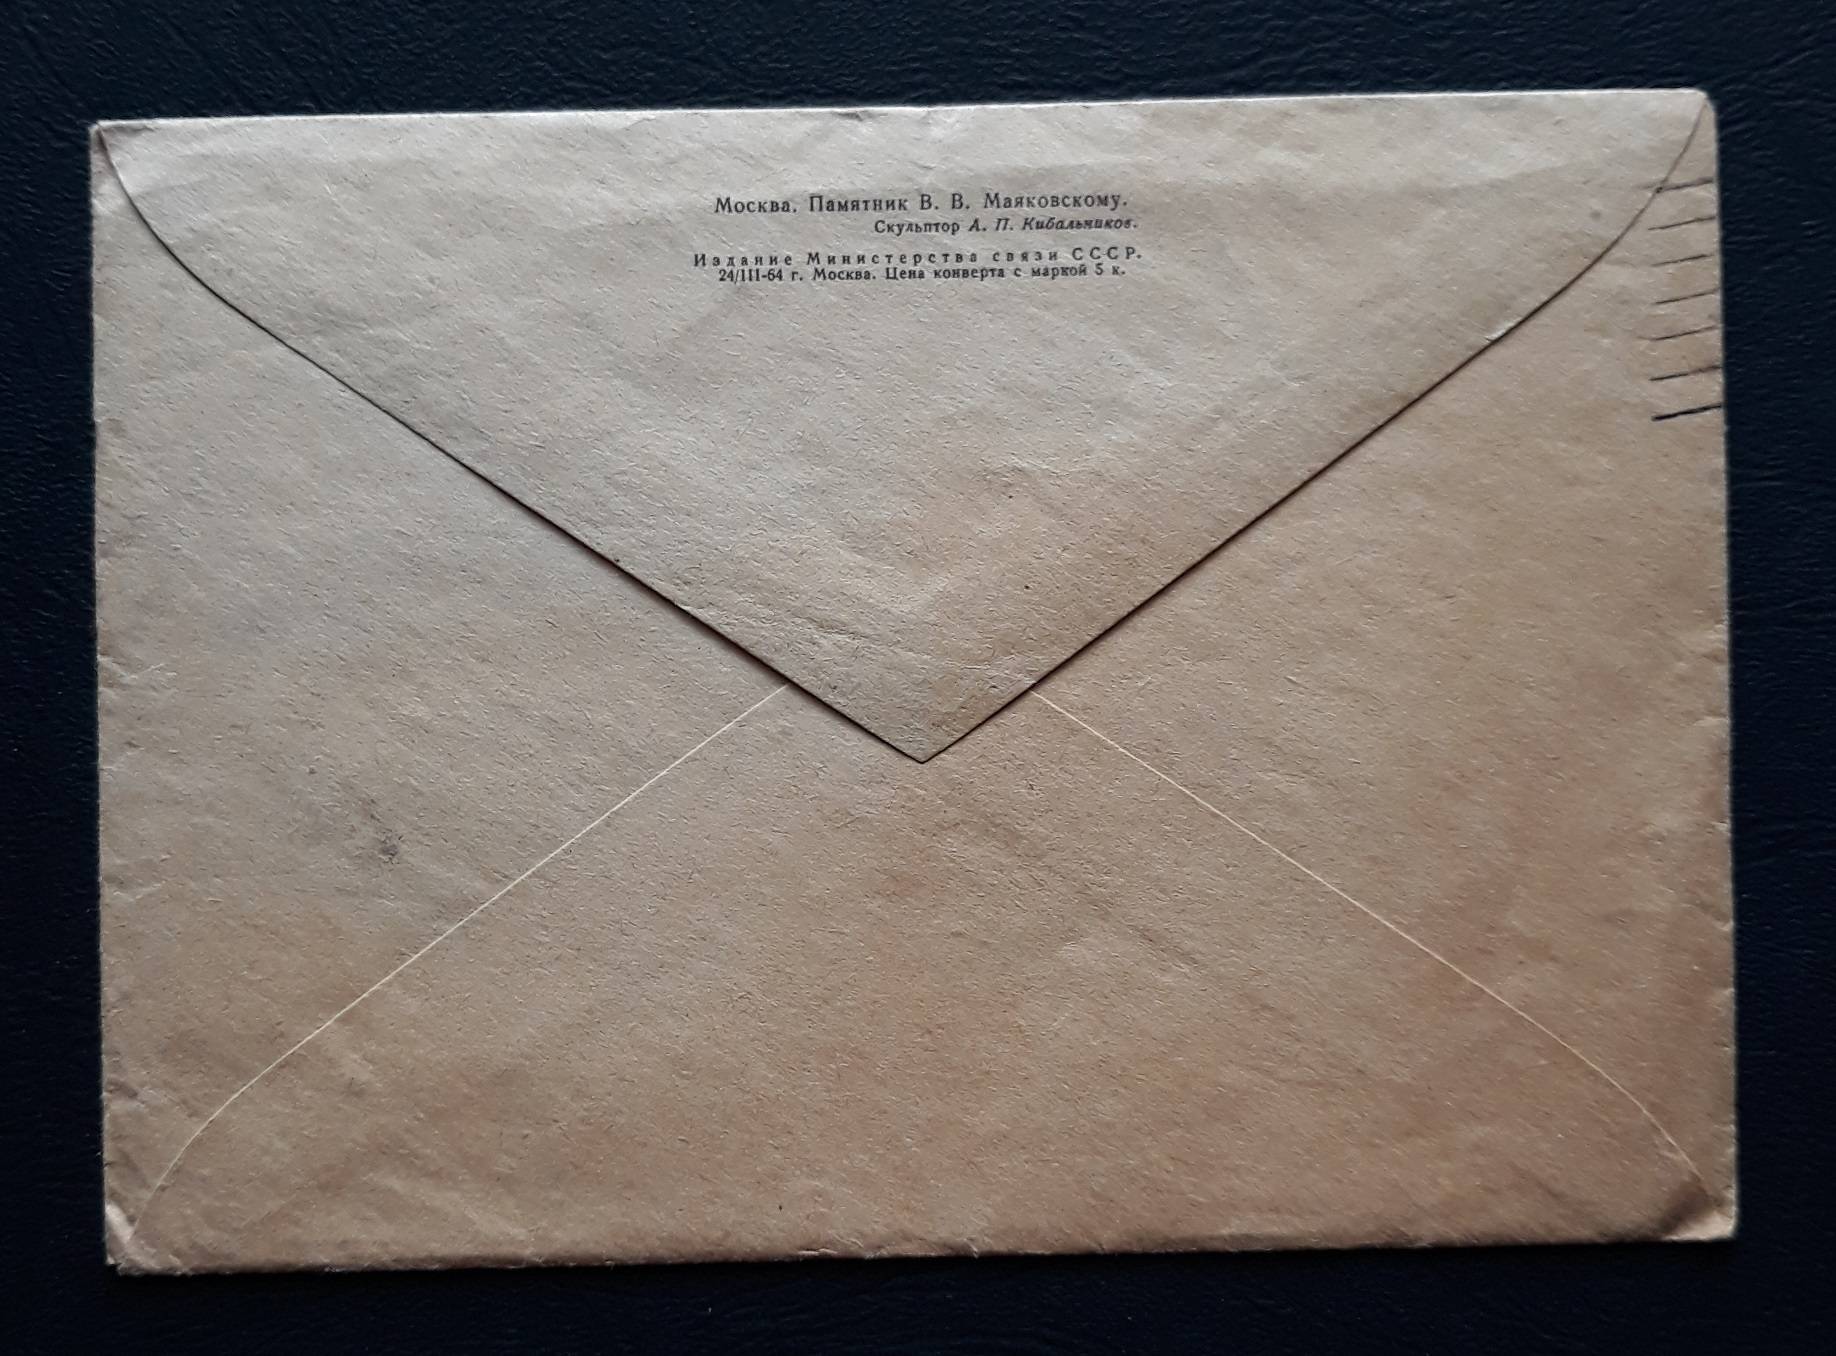 Москва. Памятник В. В. Маяковскому.
Скульптор А. П. Кибальников.
Издание Министерства связи СССР.
24/III-64 г. Москва. Цена конверта с маркой 5 к.